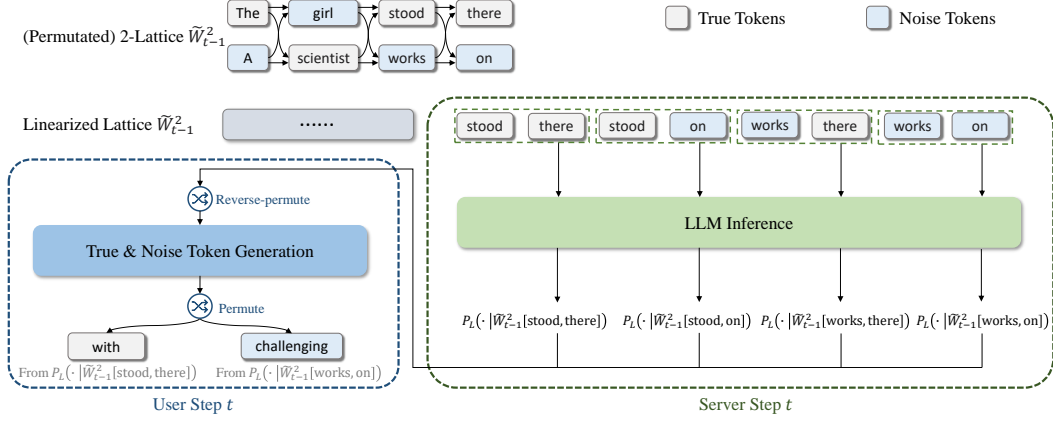 The girl stood there
True Tokens Noise Tokens
(Permutated) 2-Lattice W̃²ₜ₋₁
A scientist works on
Linearized Lattice W̃²ₜ₋₁
......
stood there stood on works there works on
Reverse-permute
True & Noise Token Generation
LLM Inference
Permute
P_L(· |W̃²ₜ₋₁[stood, there]) P_L(· |W̃²ₜ₋₁[stood, on]) P_L(· |W̃²ₜ₋₁[works, there]) P_L(· |W̃²ₜ₋₁[works, on])
with challenging
From P_L(· |W̃²ₜ₋₁[stood, there]) From P_L(· |W̃²ₜ₋₁[works, on])
User Step t Server Step t